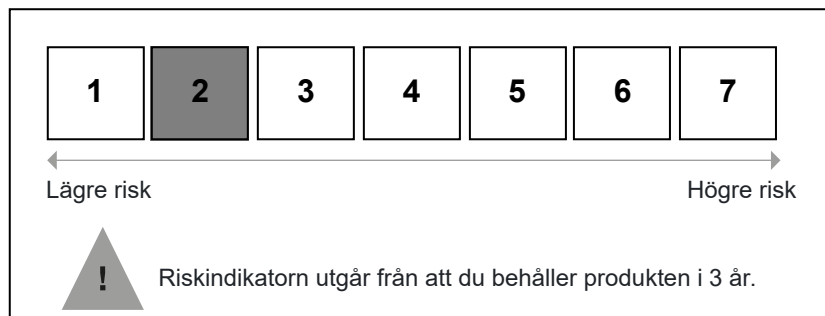 1 2 3 4 5 6 7
Lägre risk Högre risk
! Riskindikatorn utgår från att du behåller produkten i 3 år.